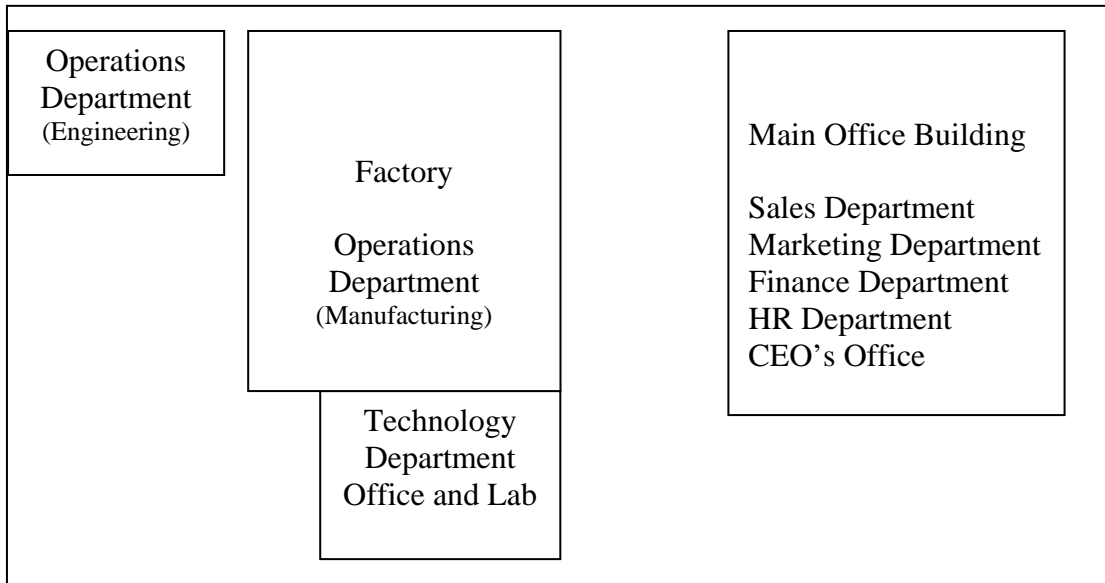 Operations
Department
(Engineering)
Factory
Operations
Department
(Manufacturing)
Technology
Department
Office and Lab
Main Office Building
Sales Department
Marketing Department
Finance Department
HR Department
CEO’s Office